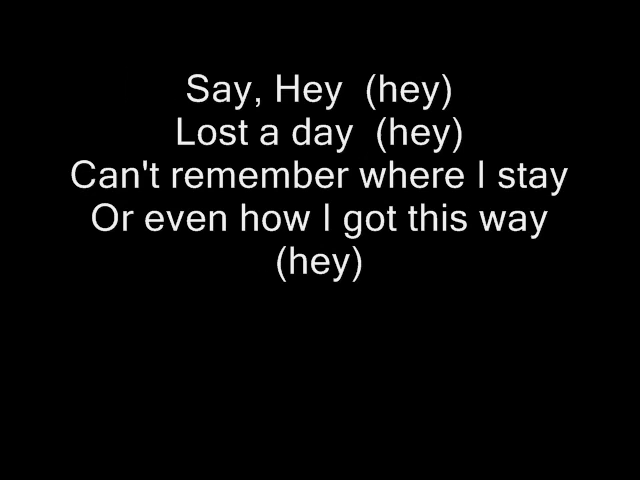 Say, Hey  (hey)
Lost a day  (hey)
Can't remember where I stay
Or even how I got this way
(hey)